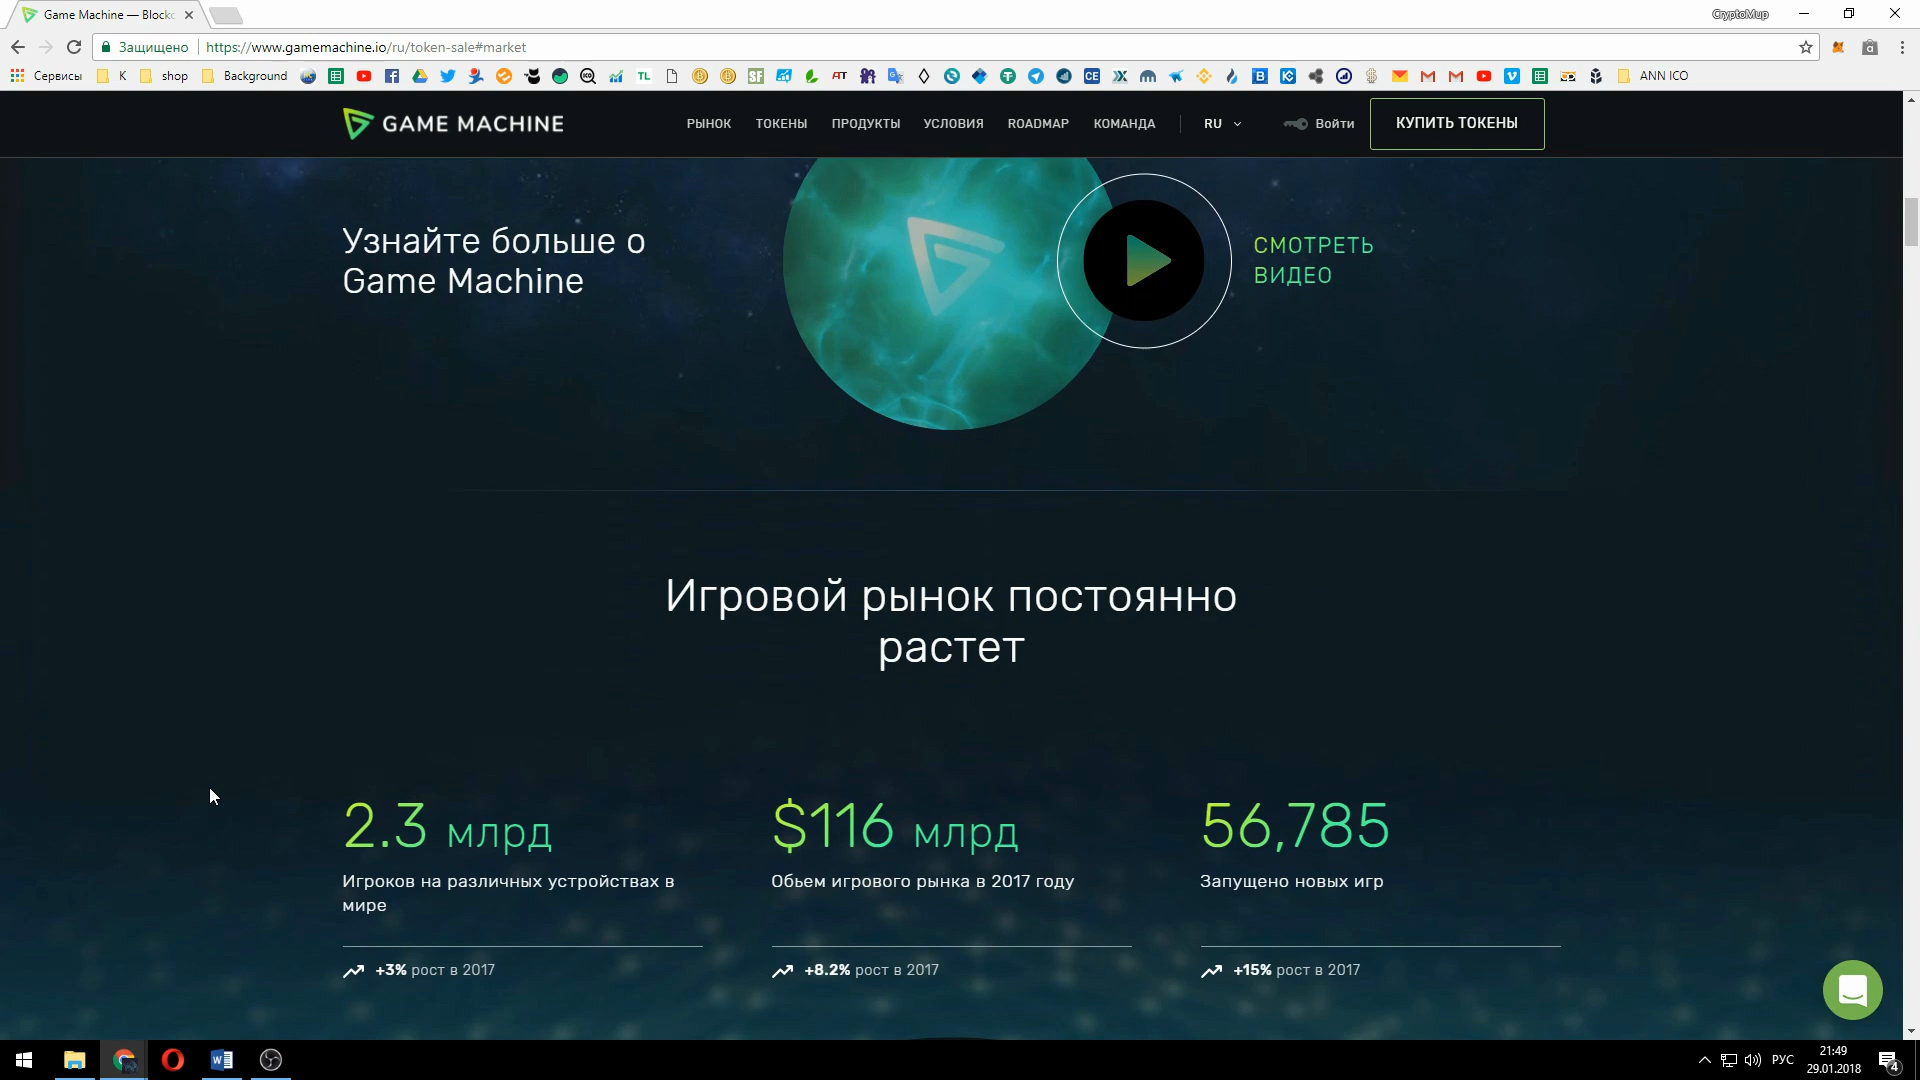 Game Machine — Blockc
CryptoMup
Защищено
https://www.gamemachine.io/ru/token-sale#market
Сервисы
K
shop
Background
ANN ICO
GAME MACHINE
РЫНОК
ТОКЕНЫ
ПРОДУКТЫ
УСЛОВИЯ
ROADMAP
КОМАНДА
RU
Войти
КУПИТЬ ТОКЕНЫ
Узнайте больше о
Game Machine
СМОТРЕТЬ
ВИДЕО
Игровой рынок постоянно
растет
2.3 млрд
Игроков на различных устройствах в
мире
+3% рост в 2017
$116 млрд
Обьем игрового рынка в 2017 году
+8.2% рост в 2017
56,785
Запущено новых игр
+15% рост в 2017
РУС
21:49
29.01.2018
4